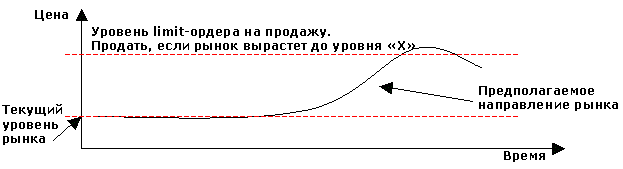 Цена
Уровень limit-ордера на продажу.
Продать, если рынок вырастет до уровня «X»
Предполагаемое
направление рынка
Текущий
уровень
рынка
Время